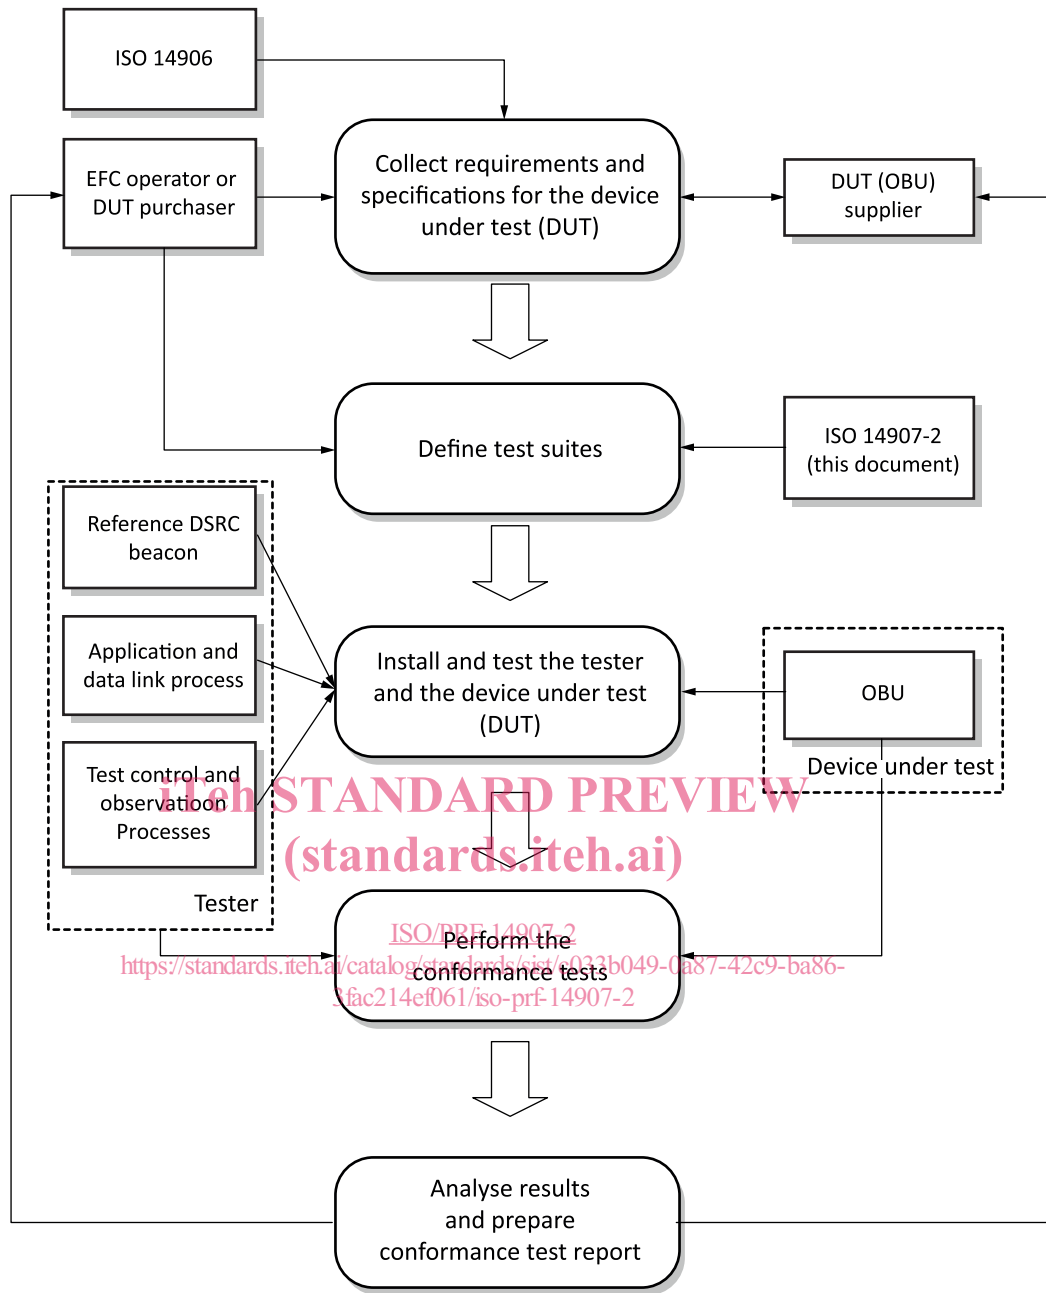 ISO 14906
EFC operator or
DUT purchaser
Collect requirements and
specifications for the device
under test (DUT)
DUT (OBU)
supplier
Define test suites
ISO 14907-2
(this document)
Reference DSRC
beacon
Application and
data link process
Test control and
observatioon
Processes
Tester
Install and test the tester
and the device under test
(DUT)
OBU
Device under test
iTeh STANDARD PREVIEW
(standards.iteh.ai)
Perform the
conformance tests
ISO/PRF 14907-2
https://standards.iteh.ai/catalog/standards/sist/c033b049-0a87-42c9-ba86-
3fac214ef061/iso-prf-14907-2
Analyse results
and prepare
conformance test report